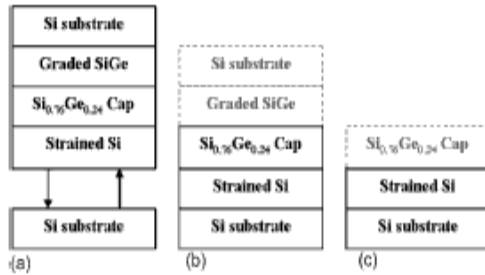 Si substrate
Graded SiGe
Si0.76Ge0.24 Cap
Strained Si
Si substrate
(a)
Si substrate
Graded SiGe
Si0.76Ge0.24 Cap
Strained Si
Si substrate
(b)
Si0.76Ge0.24 Cap
Strained Si
Si substrate
(c)